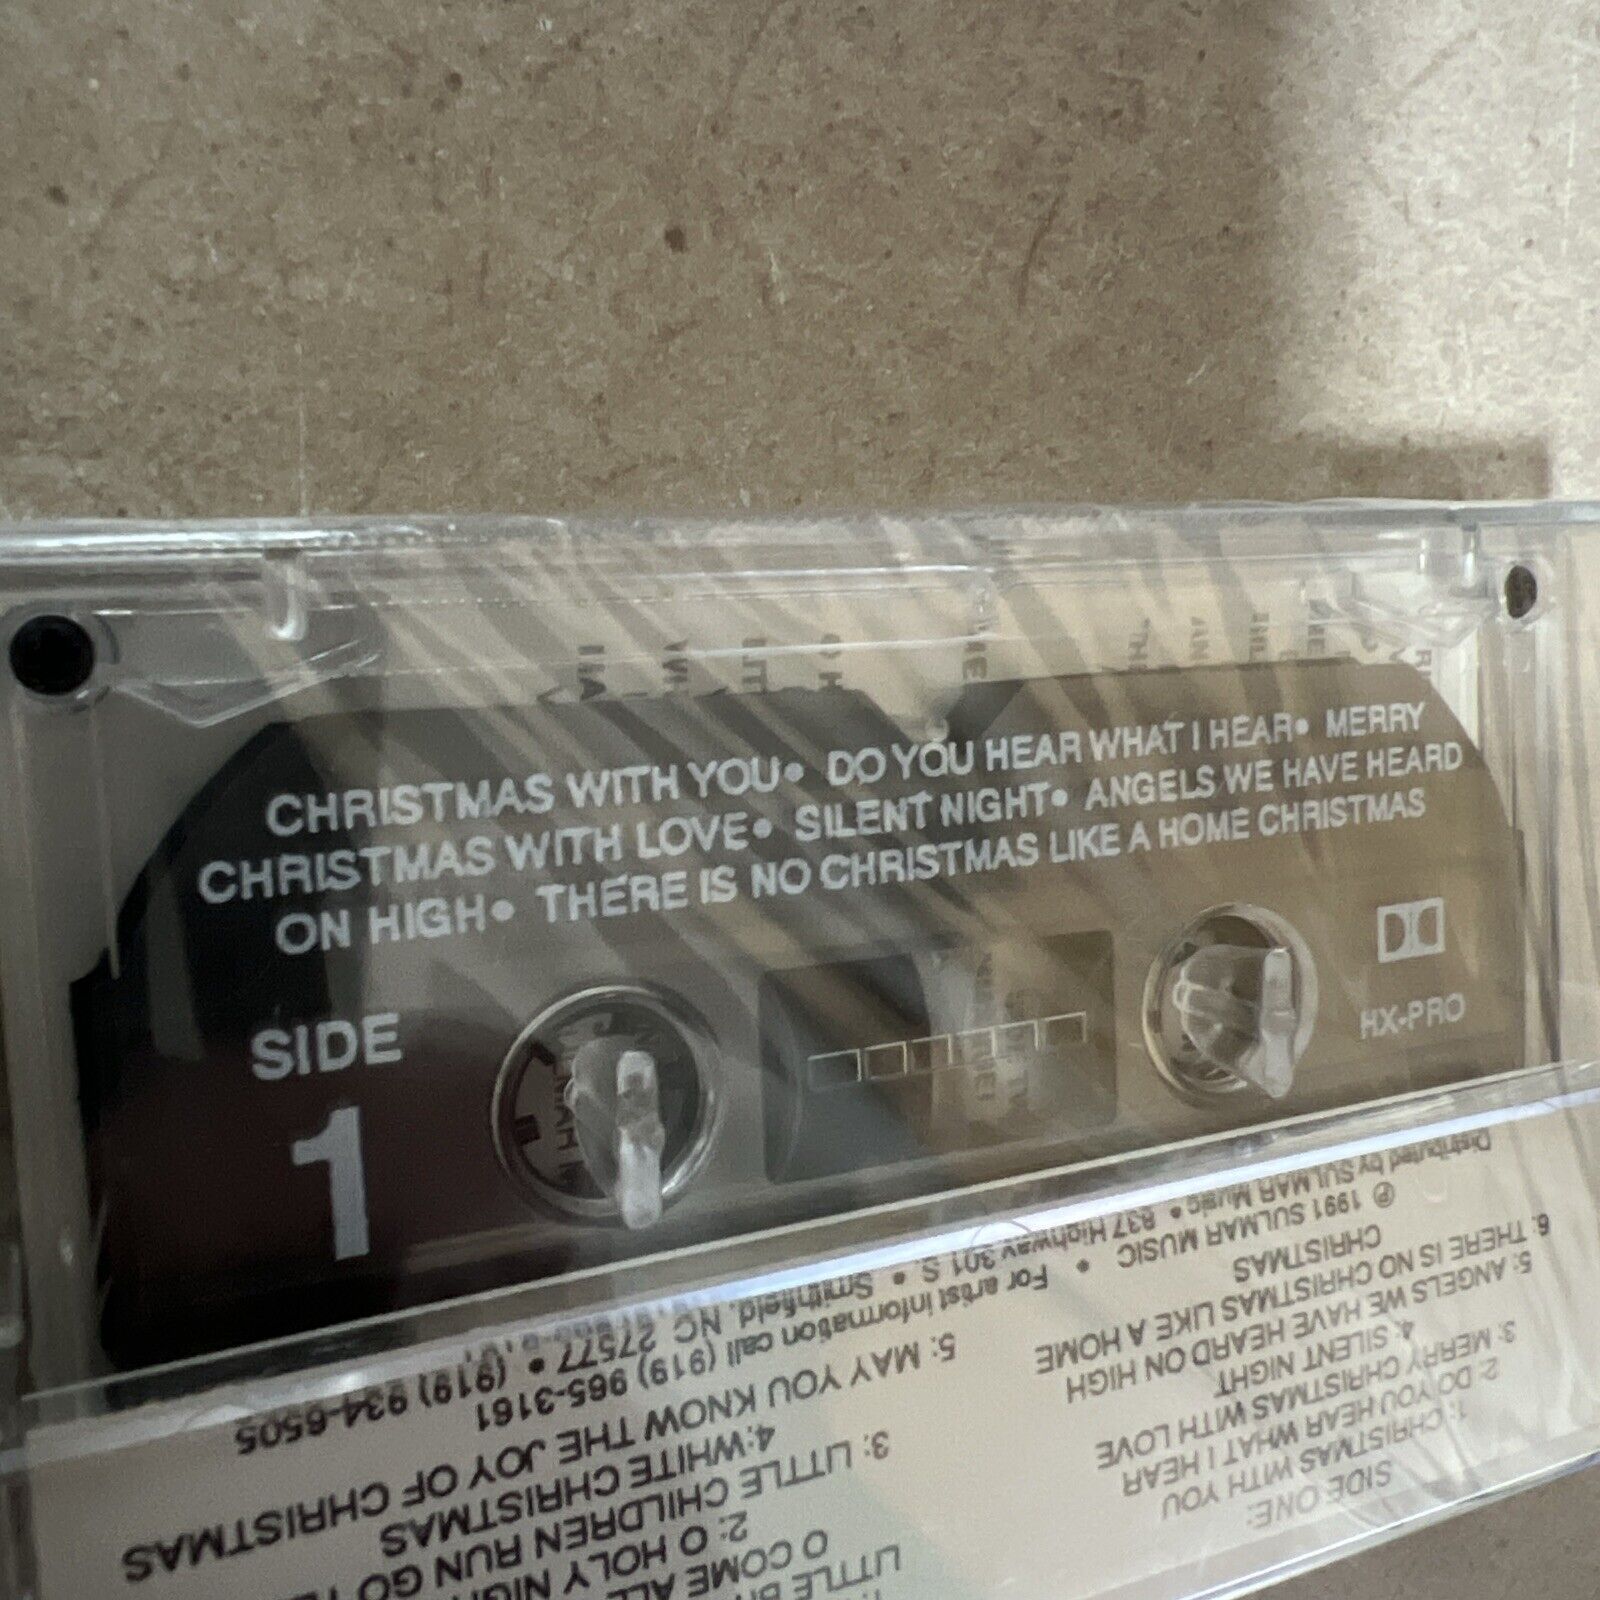 CHRISTMAS WITH YOU• DO YOU HEAR WHAT I HEAR• MERRY
CHRISTMAS WITH LOVE• SILENT NIGHT• ANGELS WE HAVE HEARD
ON HIGH• THERE IS NO CHRISTMAS LIKE A HOME CHRISTMAS
SIDE
1
HX-PRO
SIDE ONE:
1: CHRISTMAS WITH YOU
2: DO YOU HEAR WHAT I HEAR
3: MERRY CHRISTMAS WITH LOVE
4: SILENT NIGHT
5: ANGELS WE HAVE HEARD ON HIGH
6: THERE IS NO CHRISTMAS LIKE A HOME
CHRISTMAS
LITTLE
O COME ALL
2: O HOLY
3: LITTLE CHILDREN RUN GO
4: WHITE CHRISTMAS
5: MAY YOU KNOW THE JOY OF CHRISTMAS
℗ 1991 SULMAR MUSIC • For artist information call (919) 965-3161
Distributed by SULMAR Music • 837 Highway 301 S. • Smithfield, NC 27577 • (919) 934-6505